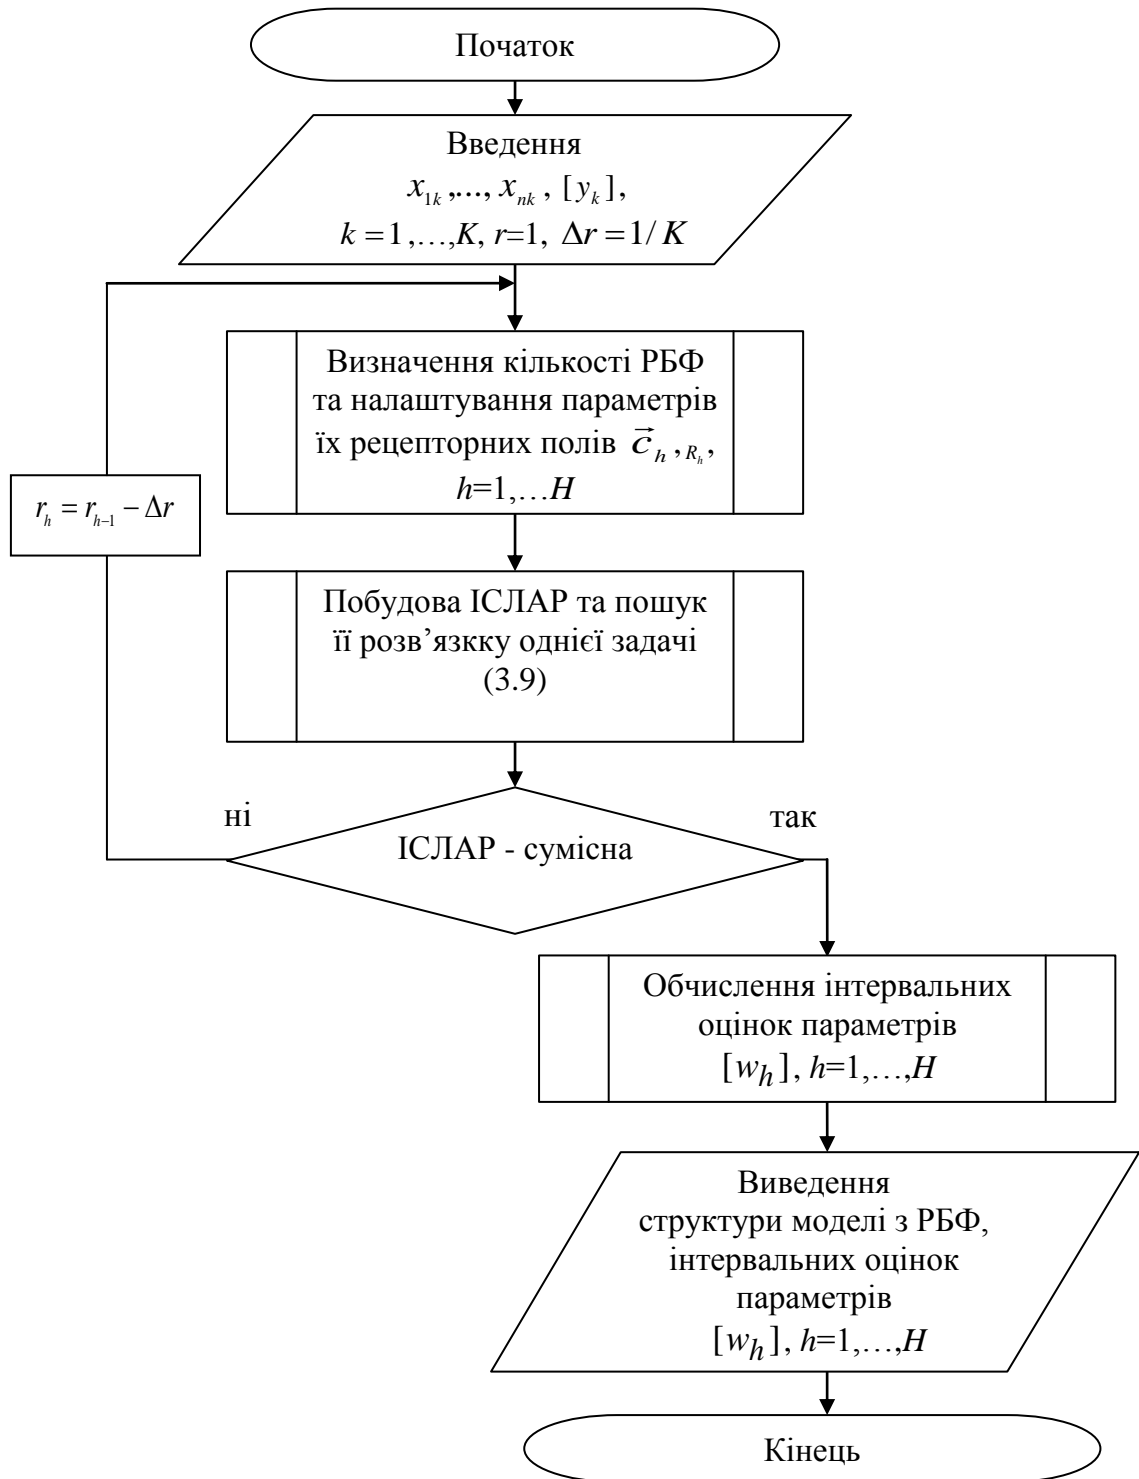 Початок
Введення
x₁ₖ ,..., xₙₖ , [yₖ],
k = 1,…,K, r=1, Δr = 1/K
Визначення кількості РБФ
та налаштування параметрів
їх рецепторних полів c⃗ₕ , Rₕ,
h=1,…H
rₕ = rₕ₋₁ − Δr
Побудова ІСЛАР та пошук
її розв’язкку однієї задачі
(3.9)
ні
так
ІСЛАР - сумісна
Обчислення інтервальних
оцінок параметрів
[wₕ], h=1,…,H
Виведення
структури моделі з РБФ,
інтервальних оцінок
параметрів
[wₕ], h=1,…,H
Кінець